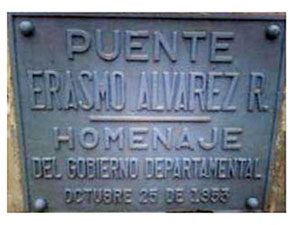 PUENTE
ERASMO ALVAREZ R.
HOMENAJE
DEL GOBIERNO DEPARTAMENTAL
OCTUBRE 25 DE 1953